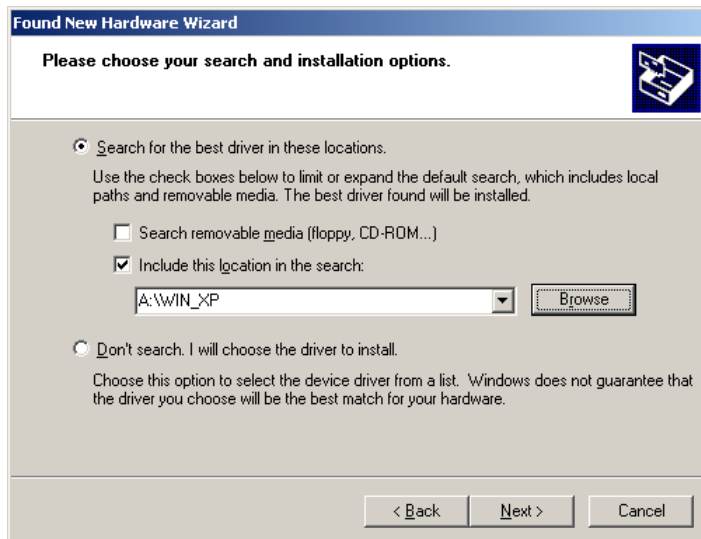 Found New Hardware Wizard
Please choose your search and installation options.
Search for the best driver in these locations.
Use the check boxes below to limit or expand the default search, which includes local
paths and removable media. The best driver found will be installed.
Search removable media (floppy, CD-ROM...)
Include this location in the search:
A:\WIN_XP
Browse
Don't search. I will choose the driver to install.
Choose this option to select the device driver from a list. Windows does not guarantee that
the driver you choose will be the best match for your hardware.
< Back Next > Cancel